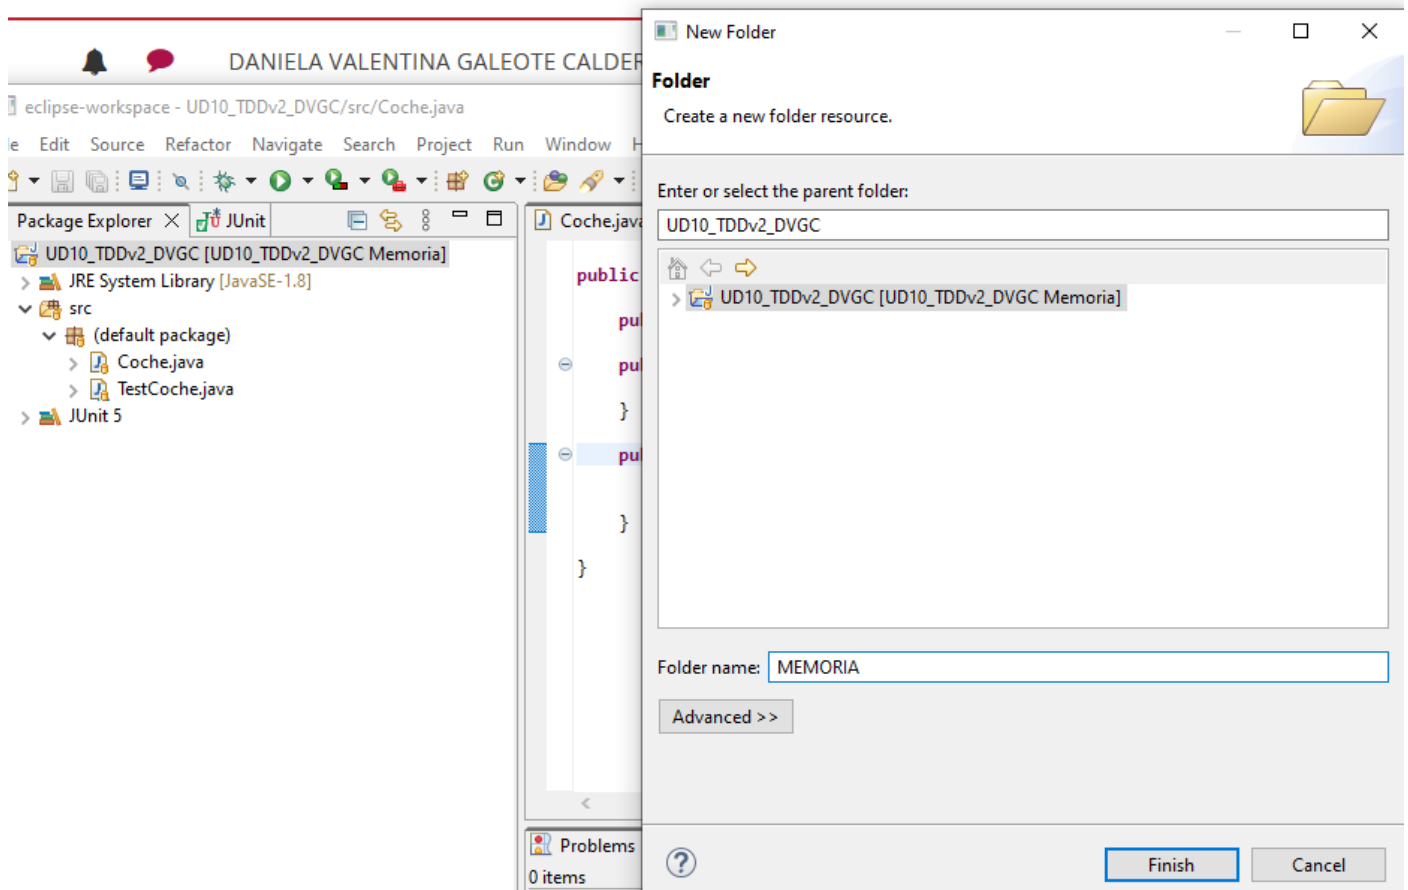 DANIELA VALENTINA GALEOTE CALDER
eclipse-workspace - UD10_TDDv2_DVGC/src/Coche.java
Edit Source Refactor Navigate Search Project Run Window
Package Explorer JUnit
UD10_TDDv2_DVGC [UD10_TDDv2_DVGC Memoria]
JRE System Library [JavaSE-1.8]
src
(default package)
Coche.java
TestCoche.java
JUnit 5
Coche.java
public
pul
pul
}
pul
}
}
Problems
0 items
New Folder
Folder
Create a new folder resource.
Enter or select the parent folder:
UD10_TDDv2_DVGC
UD10_TDDv2_DVGC [UD10_TDDv2_DVGC Memoria]
Folder name: MEMORIA
Advanced >>
?
Finish Cancel